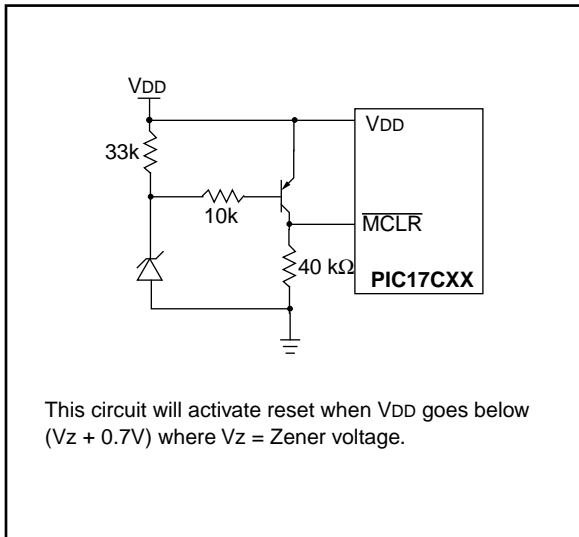 VDD
33k
VDD
10k
MCLR
40 kΩ
PIC17CXX
This circuit will activate reset when VDD goes below
(Vz + 0.7V) where Vz = Zener voltage.